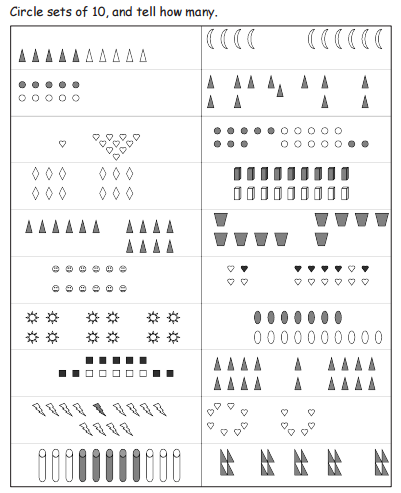 Circle sets of 10, and tell how many.